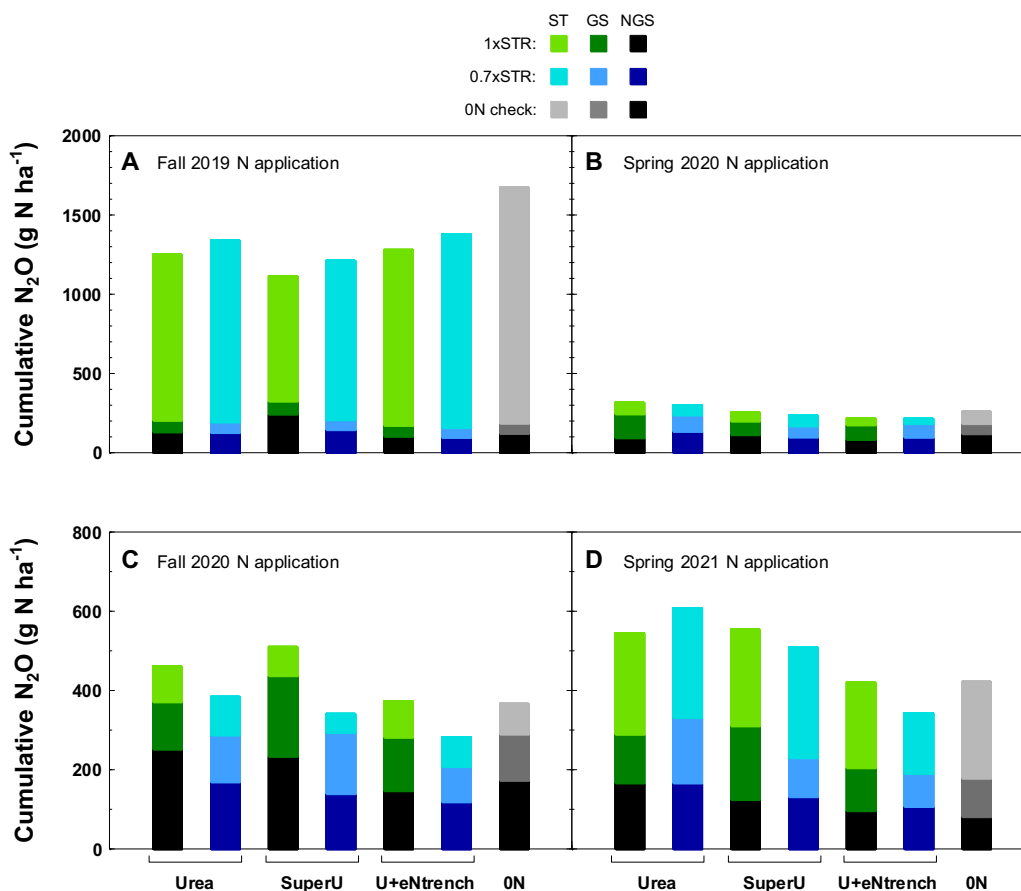 ST GS NGS
1xSTR:
0.7xSTR:
0N check:
2000
1500
1000
500
0
Cumulative N₂O (g N ha⁻¹)
A Fall 2019 N application
B Spring 2020 N application
800
600
400
200
0
Cumulative N₂O (g N ha⁻¹)
C Fall 2020 N application
D Spring 2021 N application
Urea SuperU U+eNtrench 0N Urea SuperU U+eNtrench 0N